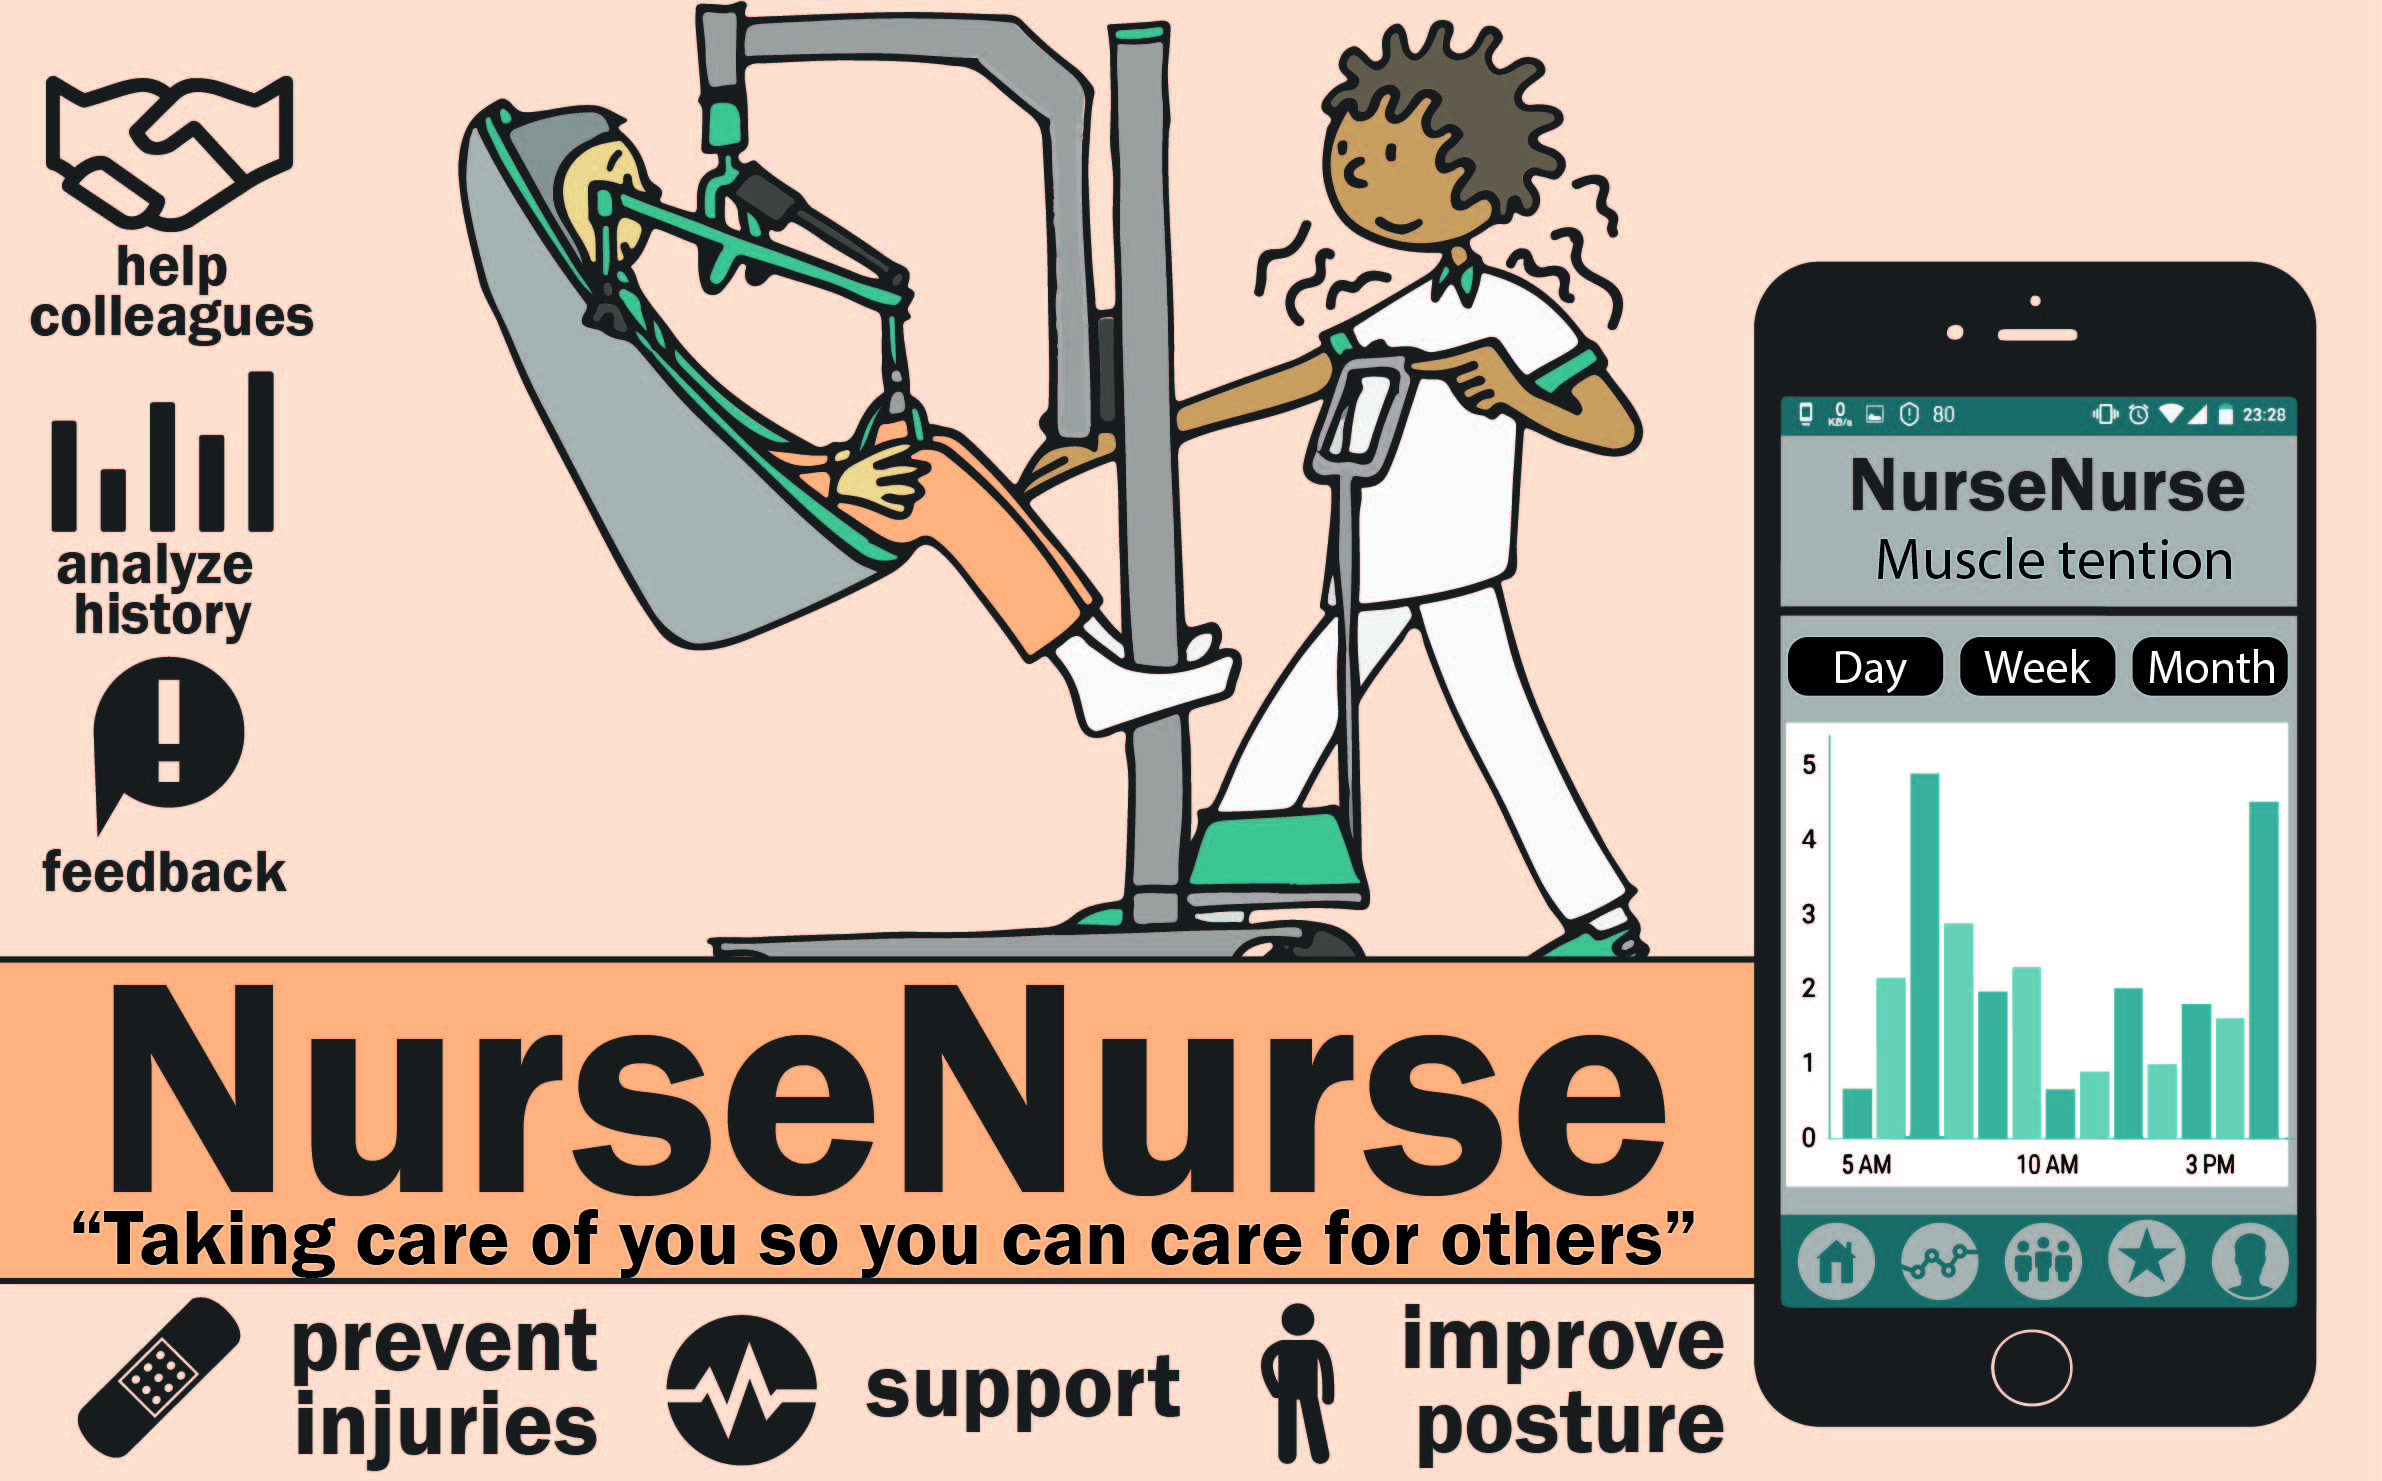 help
colleagues
analyze
history
feedback
NurseNurse
“Taking care of you so you can care for others”
prevent
injuries
support
improve
posture
0
KB/s
80
23:28
NurseNurse
Muscle tention
Day
Week
Month
5
4
3
2
1
0
5 AM
10 AM
3 PM